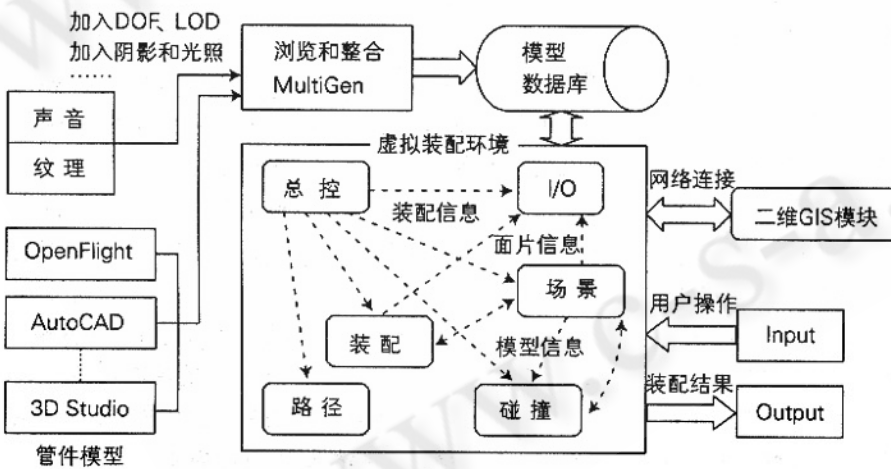 加入DOF、LOD
加入阴影和光照
……
声 音
纹 理
浏览和整合
MultiGen
模型
数据库
OpenFlight
AutoCAD
3D Studio
管件模型
虚拟装配环境
总 控
I/O
装配信息
面片信息
场 景
装 配
模型信息
路 径
碰 撞
网络连接
二维GIS模块
用户操作
Input
装配结果
Output